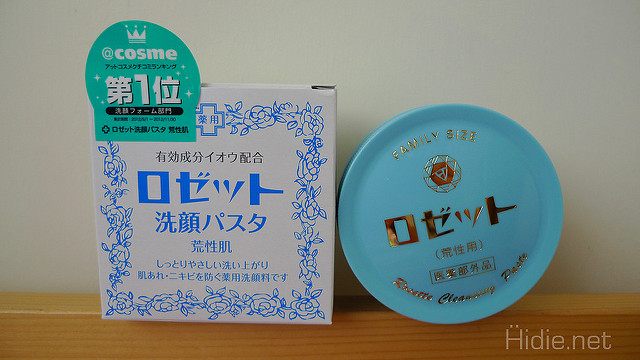 @cosme
アットコスメクチコミランキング
第1位
洗顔フォーム部門
ロゼット洗顔パスタ 荒性肌
薬用
有効成分イオウ配合
ロゼット
洗顔パスタ
荒性肌
しっとりやさしい洗い上がり
肌あれ・ニキビを防ぐ薬用洗顔料です
FAMILY SIZE
ロゼット
(荒性用)
医薬部外品
Rosette Cleansing Paste
Hidie.net